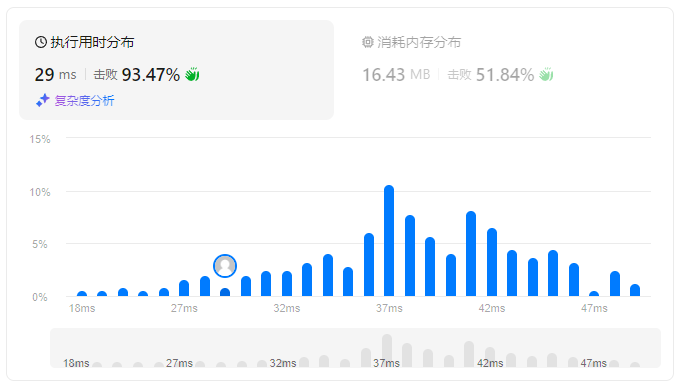 执行用时分布
29 ms 击败 93.47%
复杂度分析
消耗内存分布
16.43 MB 击败 51.84%
15%
10%
5%
0%
18ms 27ms 32ms 37ms 42ms 47ms
18ms 27ms 32ms 37ms 42ms 47ms